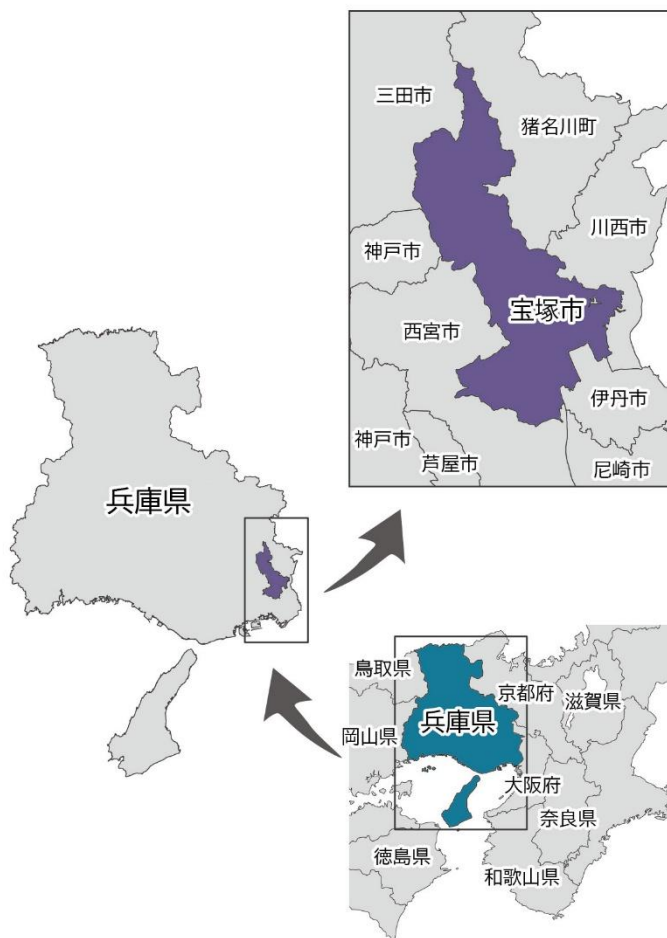 三田市
猪名川町
川西市
神戸市
宝塚市
西宮市
伊丹市
神戸市
芦屋市
尼崎市
兵庫県
鳥取県
京都府
滋賀県
兵庫県
岡山県
大阪府
奈良県
徳島県
和歌山県